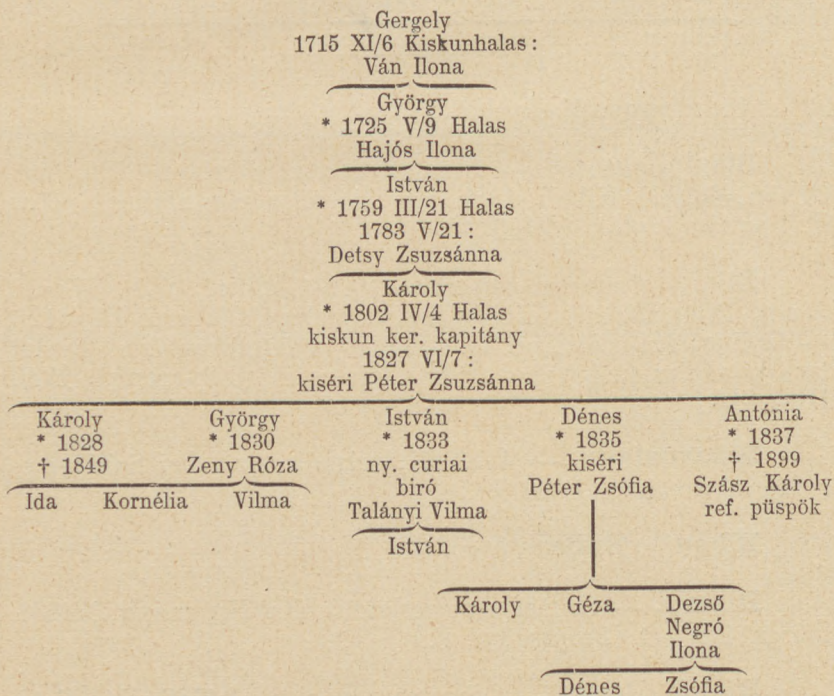 Gergely
1715 XI/6 Kiskunhalas :
Ván Ilona
György
* 1725 V/9 Halas
Hajós Ilona
István
* 1759 III/21 Halas
1783 V/21 :
Detsy Zsuzsánna
Károly
* 1802 IV/4 Halas
kiskun ker. kapitány
1827 VI/7 :
kiséri Péter Zsuzsánna
Károly
* 1828
† 1849
György
* 1830
Zeny Róza
István
* 1833
ny. curiai
biró
Talányi Vilma
Dénes
* 1835
kiséri
Péter Zsófia
Antónia
* 1837
† 1899
Szász Károly
ref. püspök
Ida Kornélia Vilma
István
Károly Géza Dezső
Negró
Ilona
Dénes Zsófia